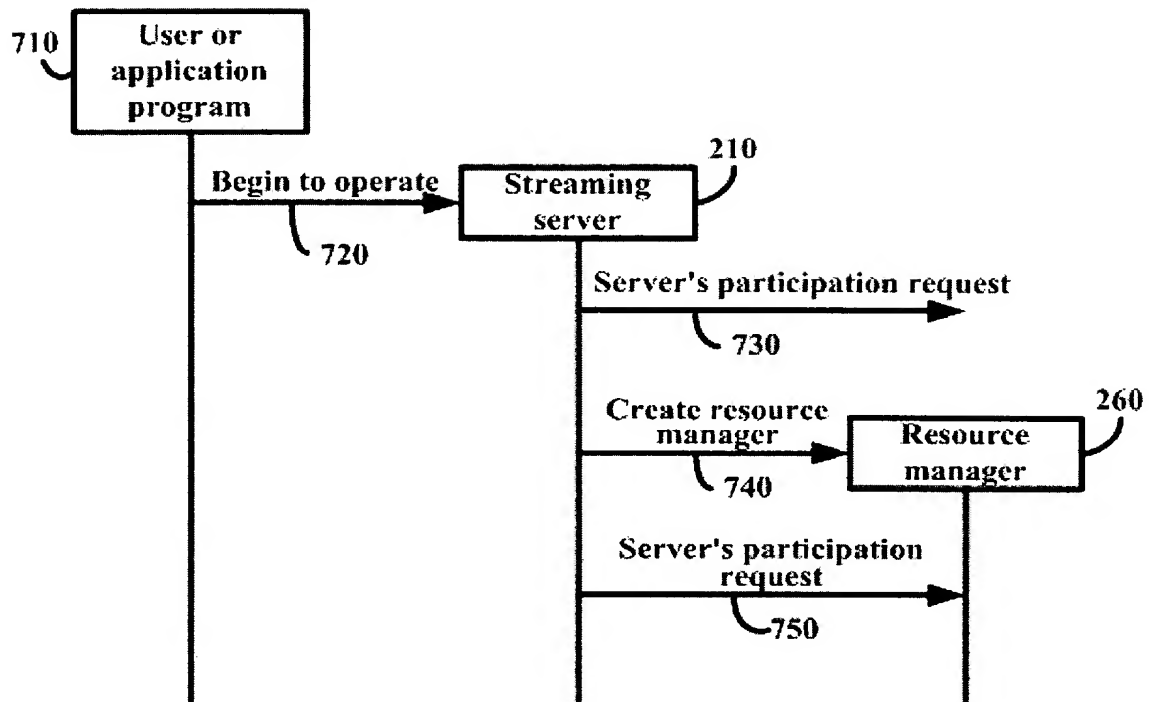 710
User or
application
program
Begin to operate
720
210
Streaming
server
Server's participation request
730
Create resource
manager
740
260
Resource
manager
Server's participation
request
750